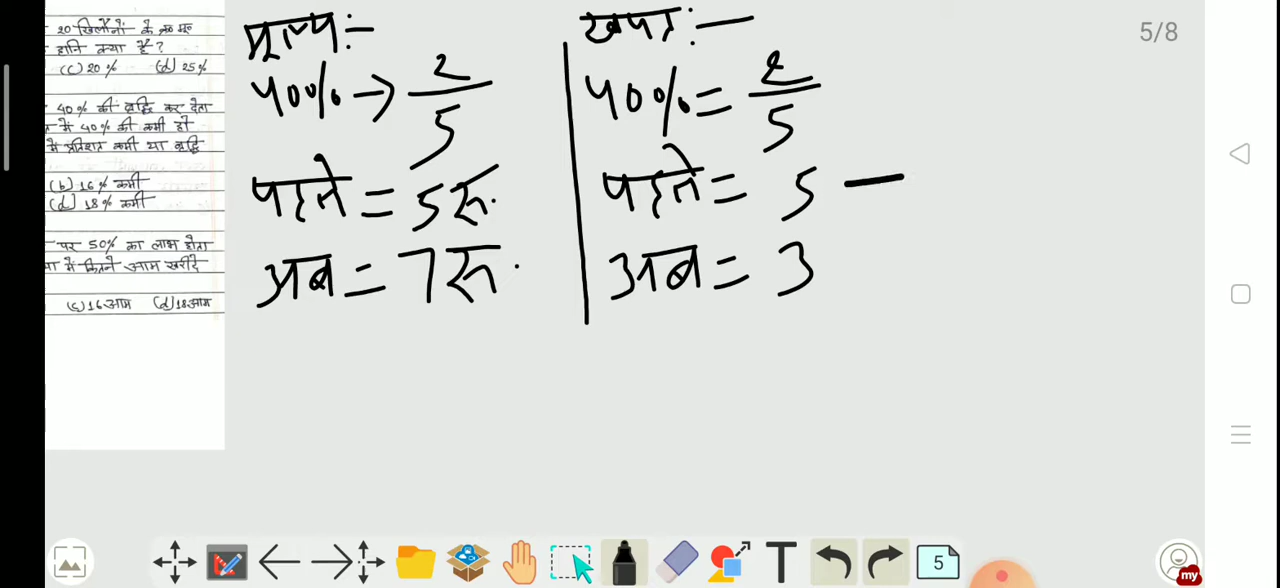 20 खिलौनों के
हानि क्या है?
(c) 20% (d) 25%
40% की वृद्धि कर देता
में 40% की कमी हो
में प्रतिशत कमी या वृद्धि
(b) 16% कमी
(d) 18% कमी
पर 50% का लाभ होता
में कितने आम खरीदे
(c) 16 आम (d) 18 आम
मूल्य:-
40% → 2/5
पहले = 5 रु.
अब = 7 रु.
खपत:-
40% = 2/5
पहले = 5 -
अब = 3
5/8
T
5
my